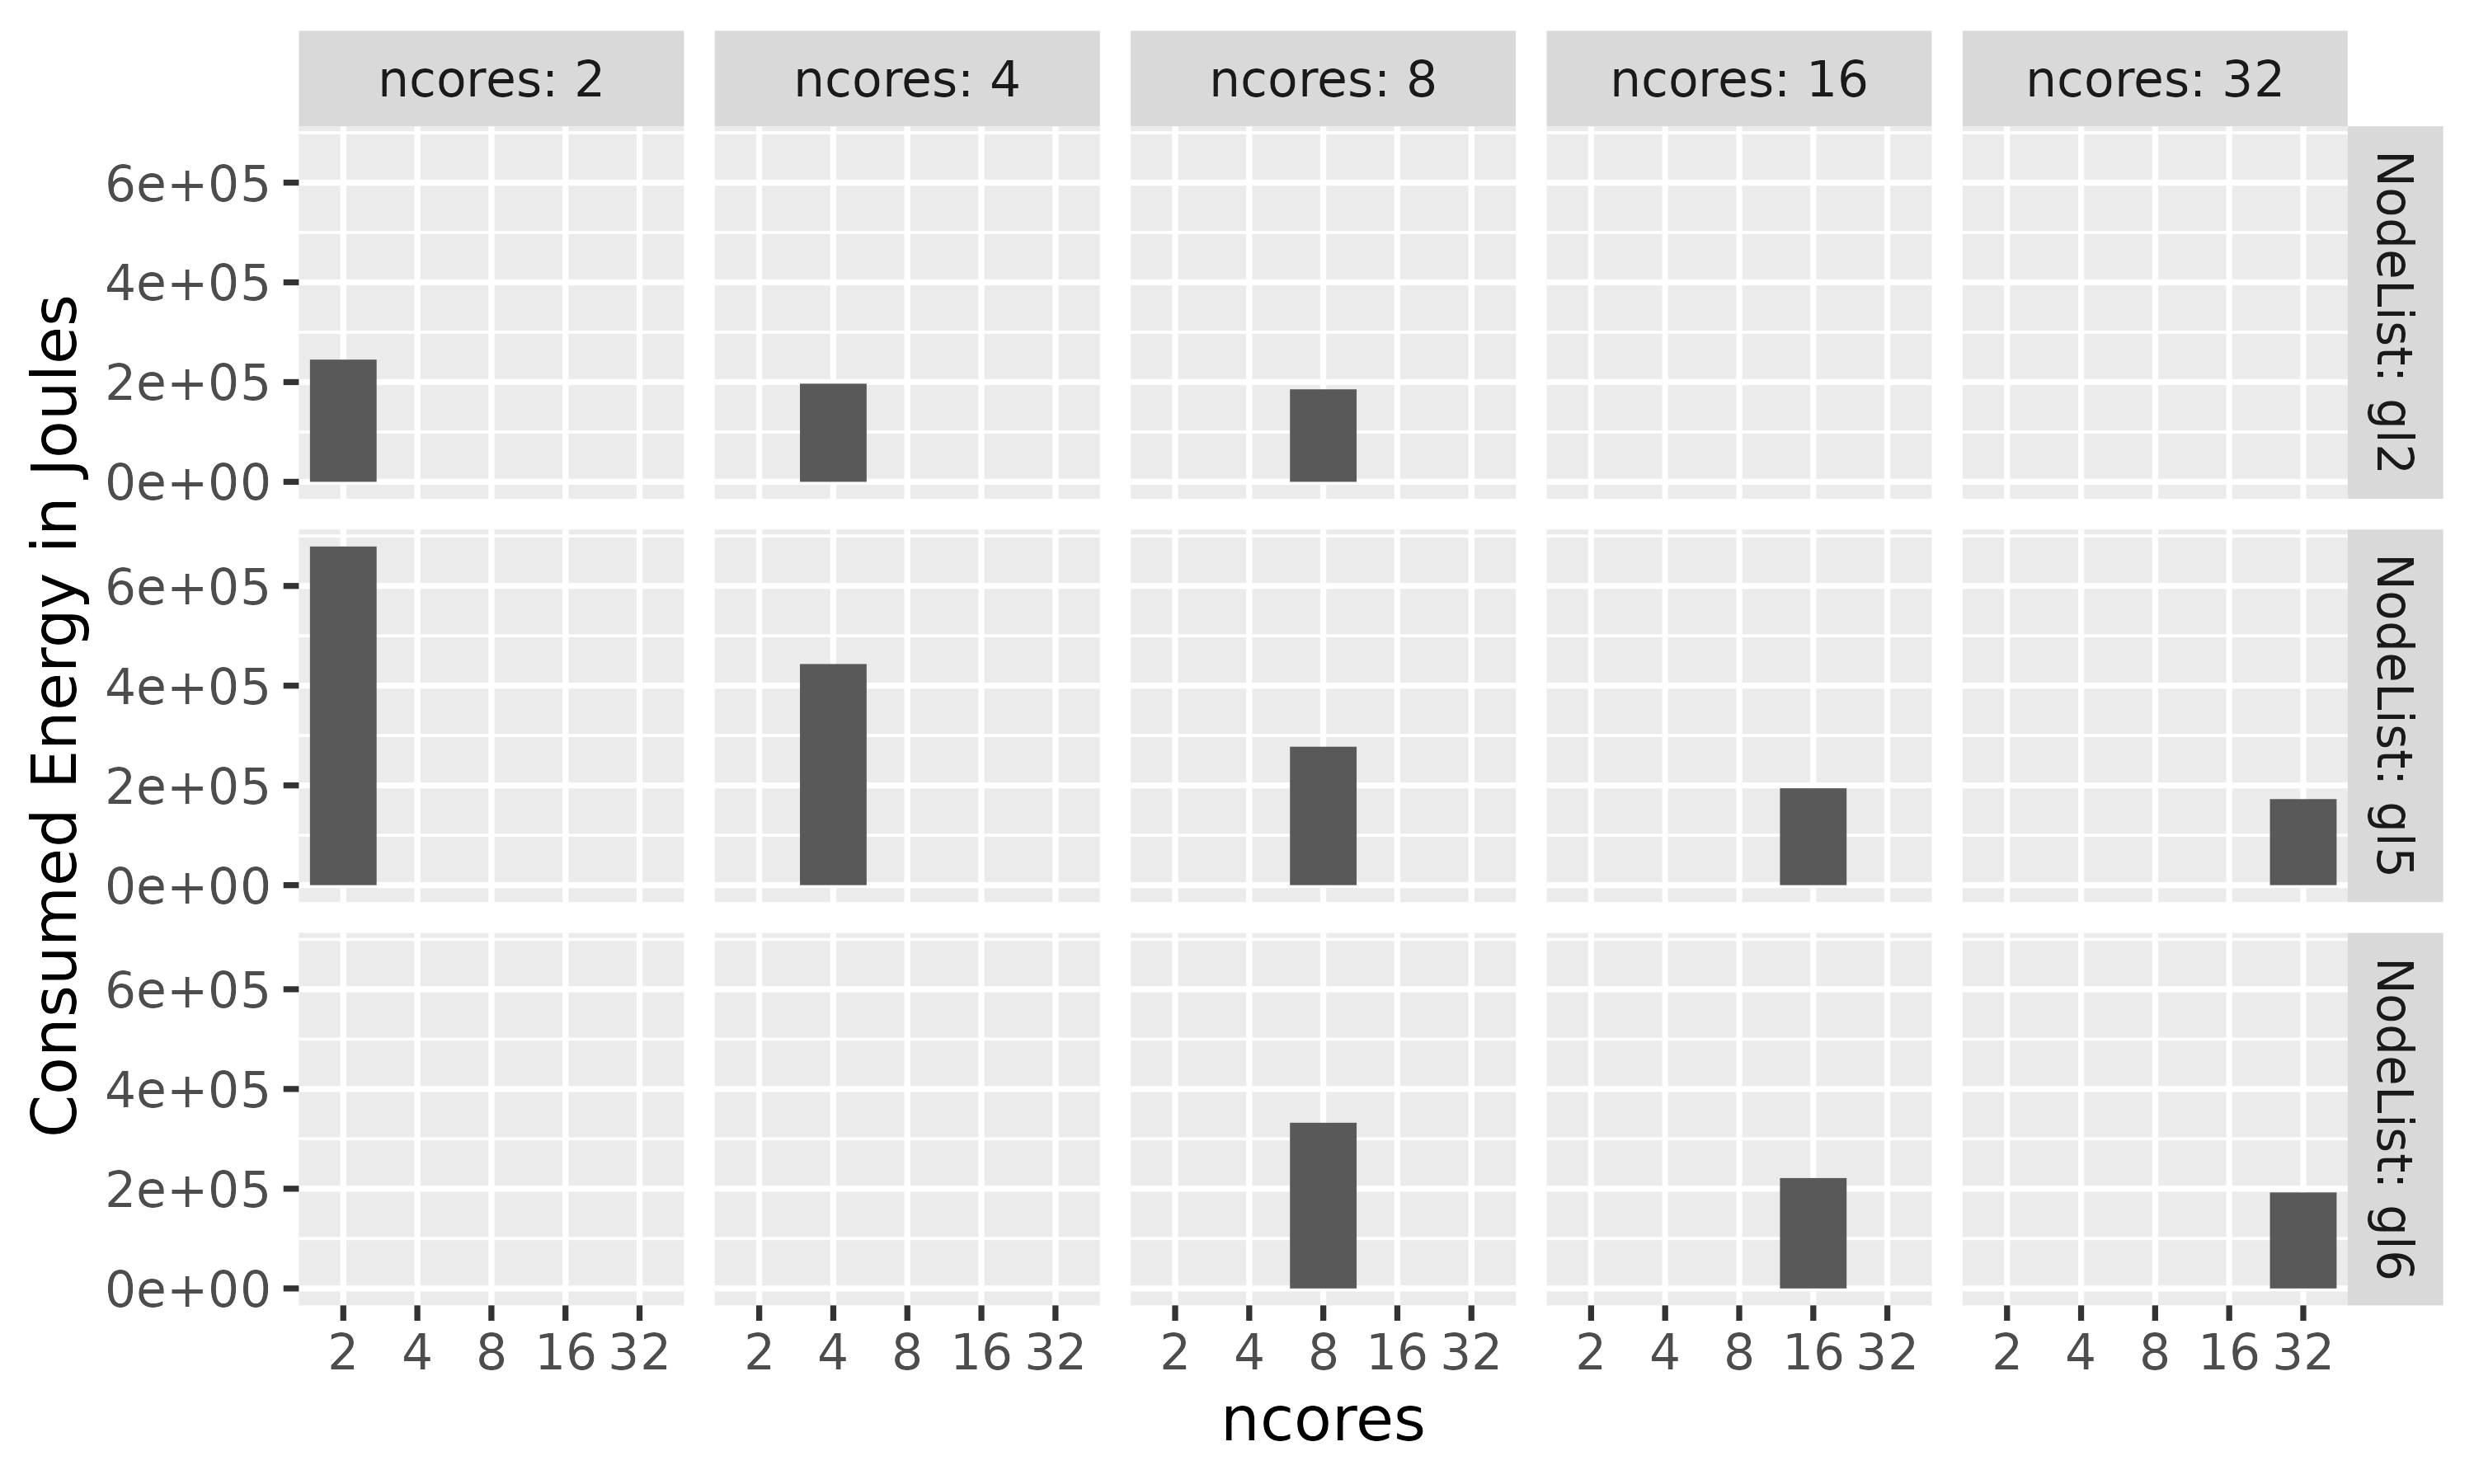 ncores: 2 ncores: 4 ncores: 8 ncores: 16 ncores: 32
Consumed Energy in Joules
6e+05
4e+05
2e+05
0e+00
NodeList: gl2
6e+05
4e+05
2e+05
0e+00
NodeList: gl5
6e+05
4e+05
2e+05
0e+00
NodeList: gl6
2 4 8 16 32 2 4 8 16 32 2 4 8 16 32 2 4 8 16 32 2 4 8 16 32
ncores